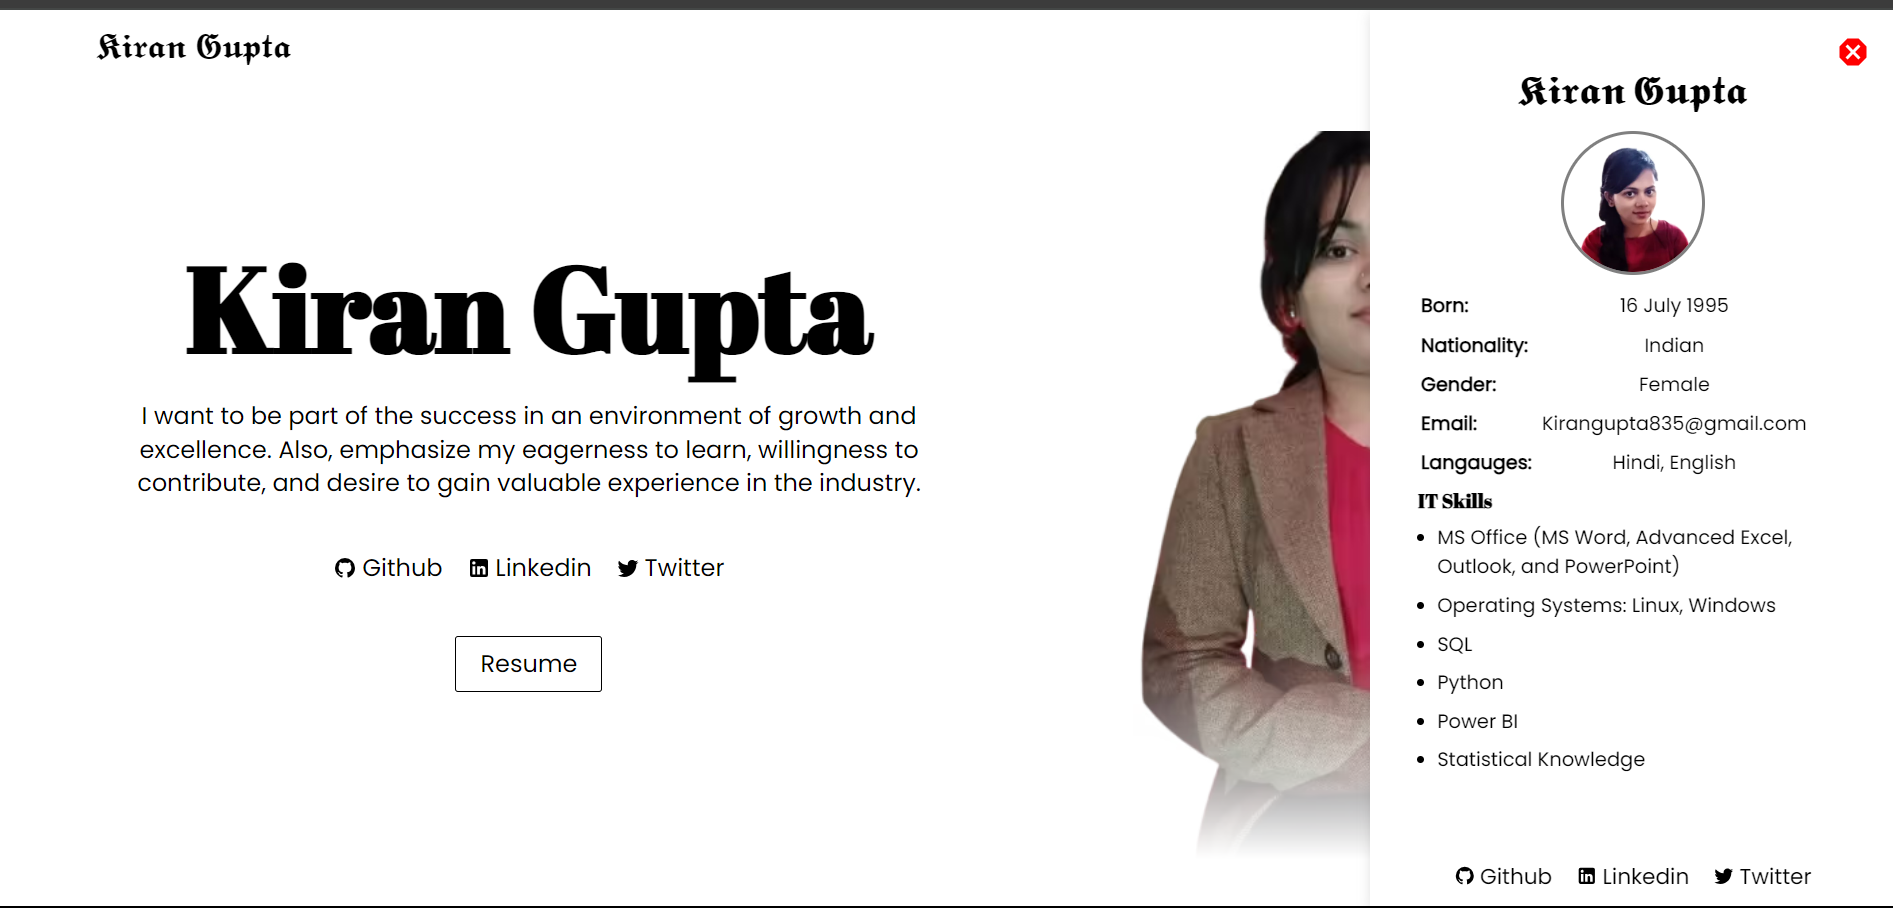 Kiran Gupta
Kiran Gupta
I want to be part of the success in an environment of growth and
excellence. Also, emphasize my eagerness to learn, willingness to
contribute, and desire to gain valuable experience in the industry.
Github Linkedin Twitter
Resume
Kiran Gupta
Born: 16 July 1995
Nationality: Indian
Gender: Female
Email: Kirangupta835@gmail.com
Langauges: Hindi, English
IT Skills
• MS Office (MS Word, Advanced Excel,
Outlook, and PowerPoint)
• Operating Systems: Linux, Windows
• SQL
• Python
• Power BI
• Statistical Knowledge
Github Linkedin Twitter